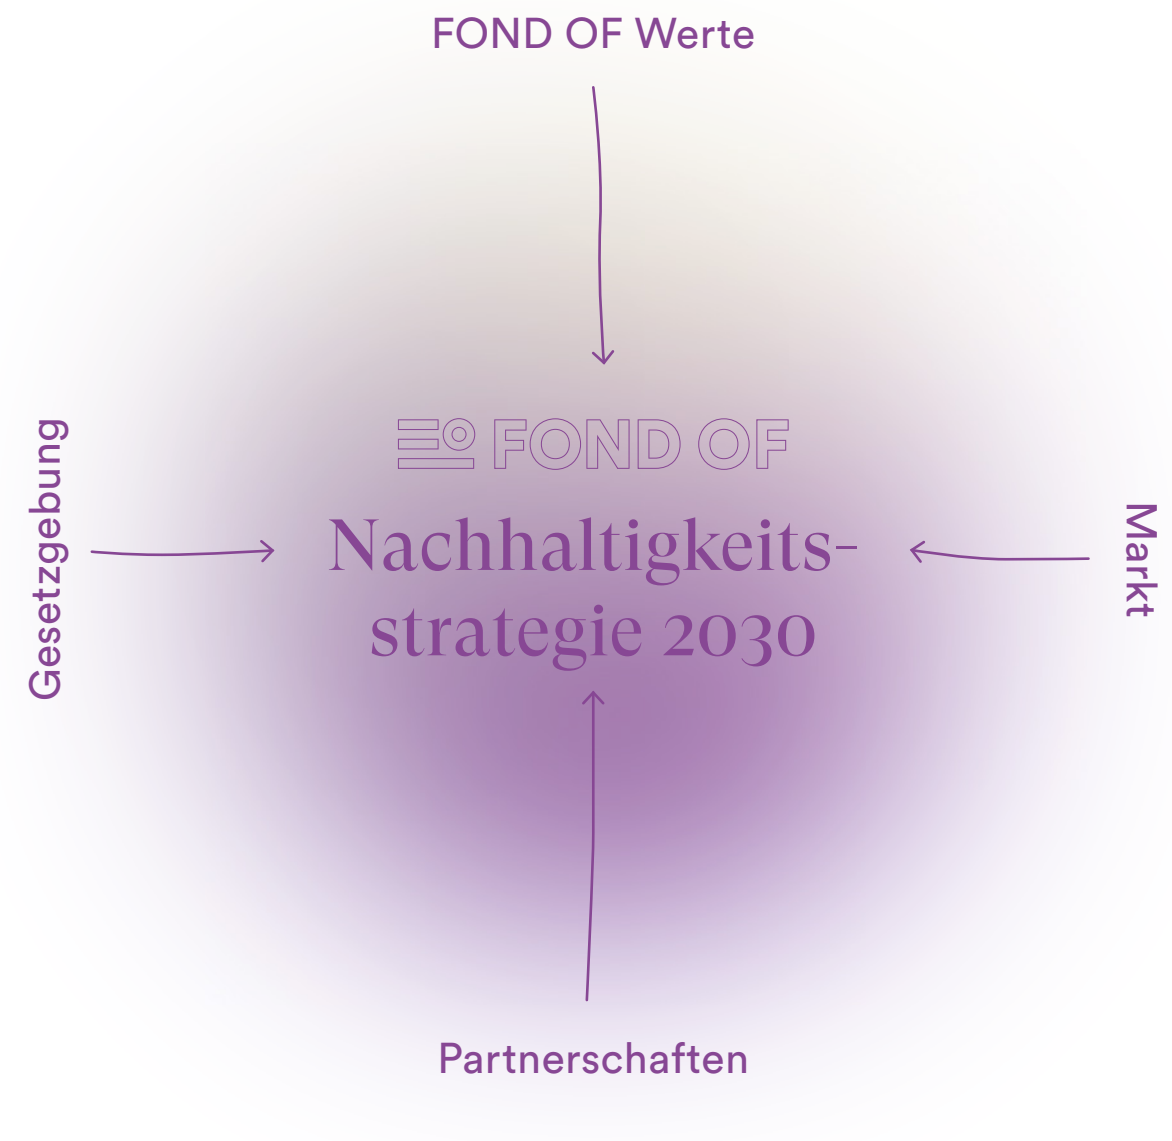 FOND OF Werte
FOND OF
Nachhaltigkeits-
strategie 2030
Gesetzgebung
Markt
Partnerschaften